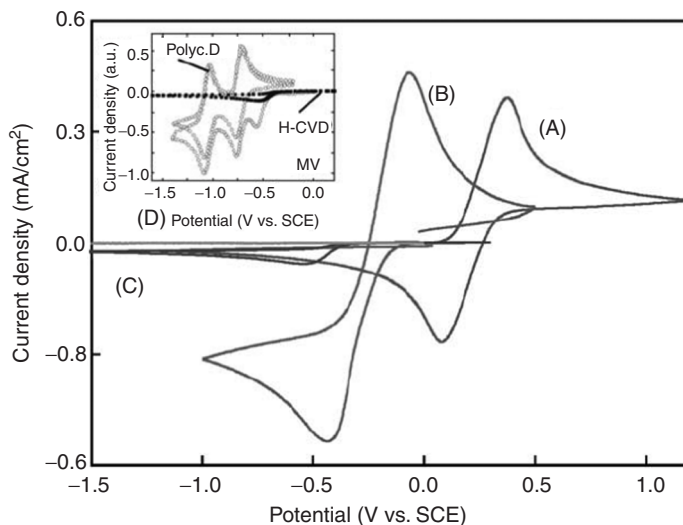 0.6
0.3
0.0
−0.8
−0.6
Current density (mA/cm²)
−1.5
−1.0
−0.5
0.0
0.5
1.0
Potential (V vs. SCE)
(A)
(B)
(C)
(D)
Polyc.D
H-CVD
MV
0.5
0.0
−0.5
−1.0
Current density (a.u.)
−1.5
−1.0
−0.5
0.0
Potential (V vs. SCE)